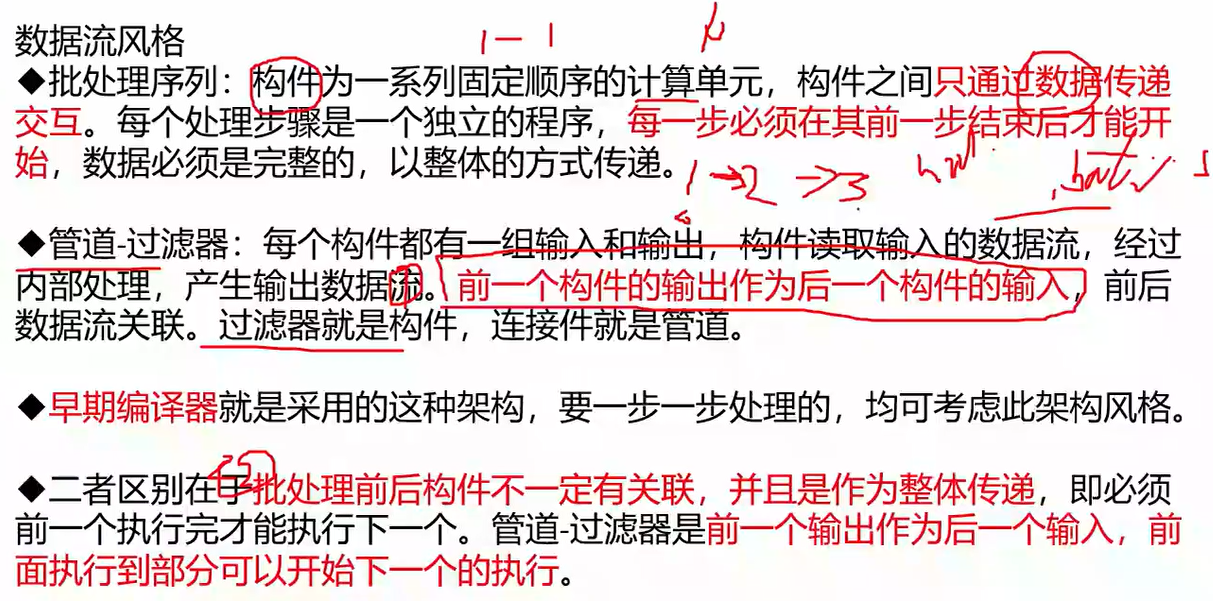 数据流风格
◆批处理序列：构件为一系列固定顺序的计算单元，构件之间只通过数据传递
交互。每个处理步骤是一个独立的程序，每一步必须在其前一步结束后才能开
始，数据必须是完整的，以整体的方式传递。
1 → 2 → 3
◆管道-过滤器：每个构件都有一组输入和输出，构件读取输入的数据流，经过
内部处理，产生输出数据流。前一个构件的输出作为后一个构件的输入，前后
数据流关联。过滤器就是构件，连接件就是管道。
◆早期编译器就是采用的这种架构，要一步一步处理的，均可考虑此架构风格。
◆二者区别在于批处理前后构件不一定有关联，并且是作为整体传递，即必须
前一个执行完才能执行下一个。管道-过滤器是前一个输出作为后一个输入，前
面执行到部分可以开始下一个的执行。